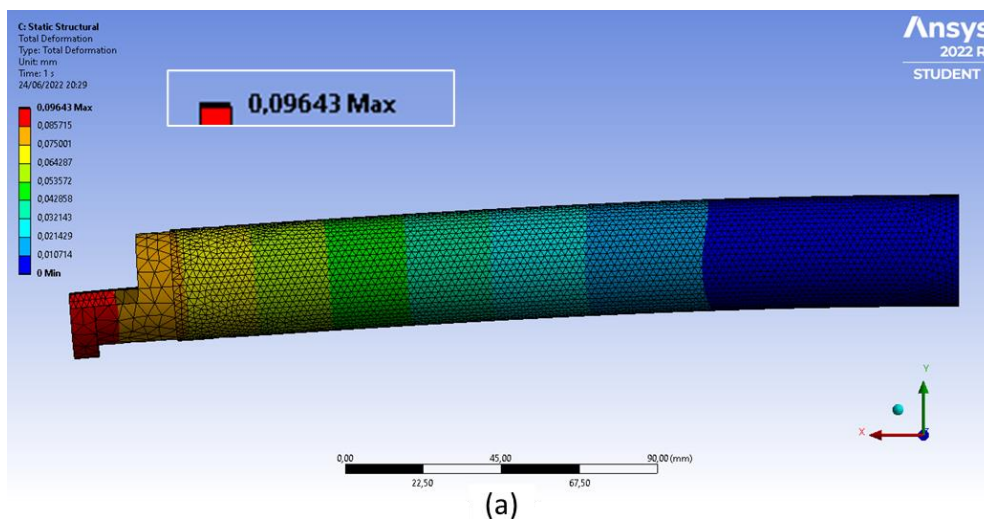 C: Static Structural
Total Deformation
Type: Total Deformation
Unit: mm
Time: 1 s
24/06/2022 20:29
0,09643 Max
0,085715
0,075001
0,064287
0,053572
0,042858
0,032143
0,021429
0,010714
0 Min
0,09643 Max
Ansys
2022 R
STUDENT
Y
X
0,00 45,00 90,00 (mm)
22,50 67,50
(a)